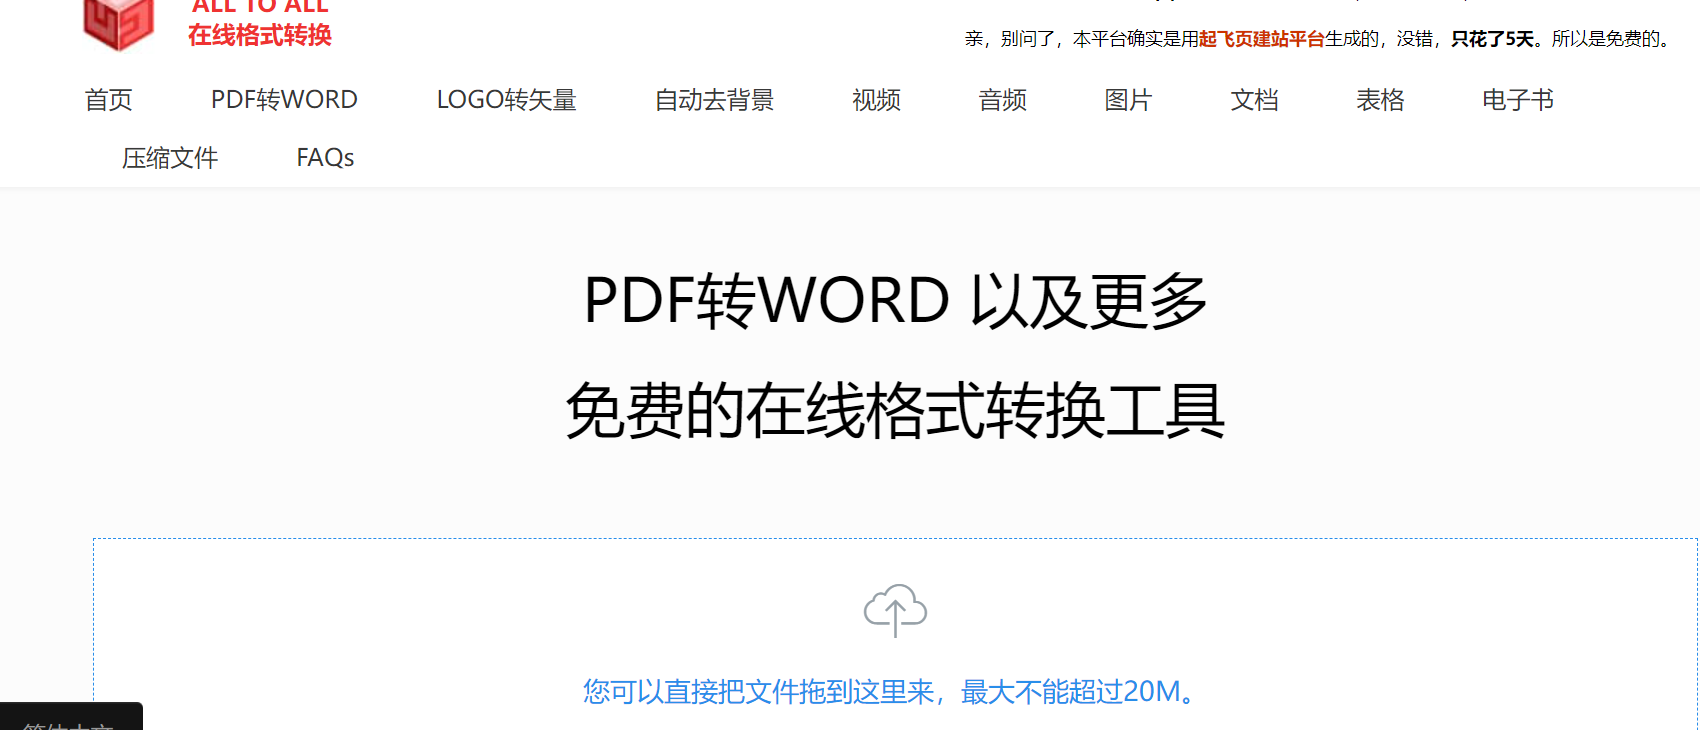 ALL TO ALL
在线格式转换
亲，别问了，本平台确实是用起飞页建站平台生成的，没错，只花了5天。所以是免费的。
首页 PDF转WORD LOGO转矢量 自动去背景 视频 音频 图片 文档 表格 电子书
压缩文件 FAQs
PDF转WORD 以及更多
免费的在线格式转换工具
您可以直接把文件拖到这里来，最大不能超过20M。
简体中文